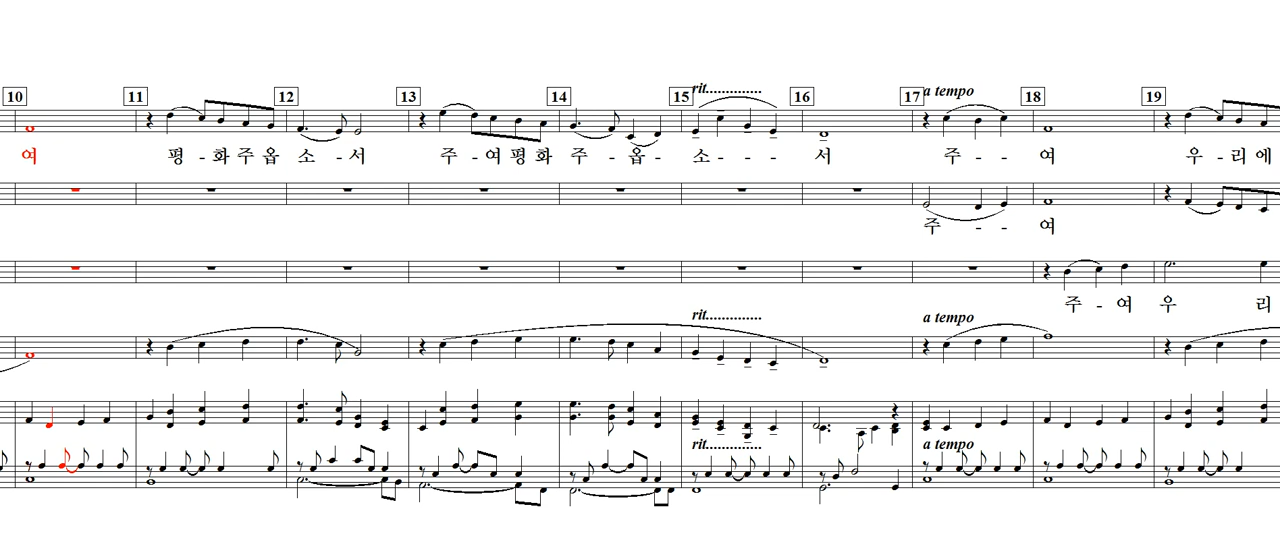 10 11 12 13 14 15 16 17 18 19
rit.............. a tempo
여 평-화주옵 소-서 주-여평화 주-옵- 소--- 서 주-- 여 우-리에
주-- 여
주-여 우 리
rit.............. a tempo
rit.............. a tempo